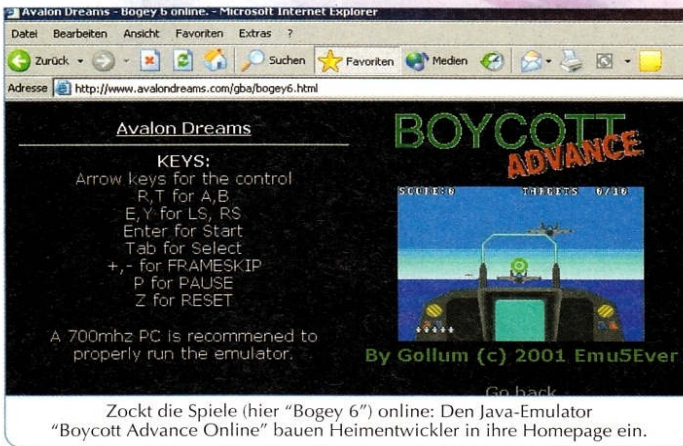 Avalon Dreams - Bogey 6 online. - Microsoft Internet Explorer
Datei Bearbeiten Ansicht Favoriten Extras ?
Zurück Suchen Favoriten Medien
Adresse http://www.avalondreams.com/gba/bogey6.html
Avalon Dreams
KEYS:
Arrow keys for the control
R,T for A,B
E,Y for LS, RS
Enter for Start
Tab for Select
+,- for FRAMESKIP
P for PAUSE
Z for RESET
A 700mhz PC is recommened to
properly run the emulator.
BOYCOTT
ADVANCE
SCORE:0 TARGETS 0/10
By Gollum (c) 2001 Emu5Ever
Go back
Zockt die Spiele (hier "Bogey 6") online: Den Java-Emulator
"Boycott Advance Online" bauen Heimentwickler in ihre Homepage ein.